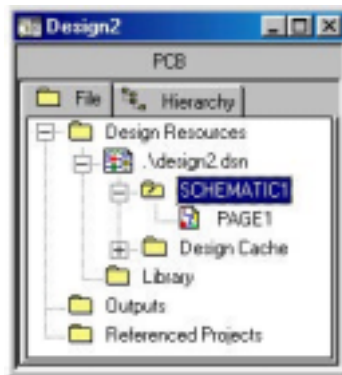 Design2
PCB
File Hierarchy
Design Resources
.\design2.dsn
SCHEMATIC1
PAGE1
Design Cache
Library
Outputs
Referenced Projects